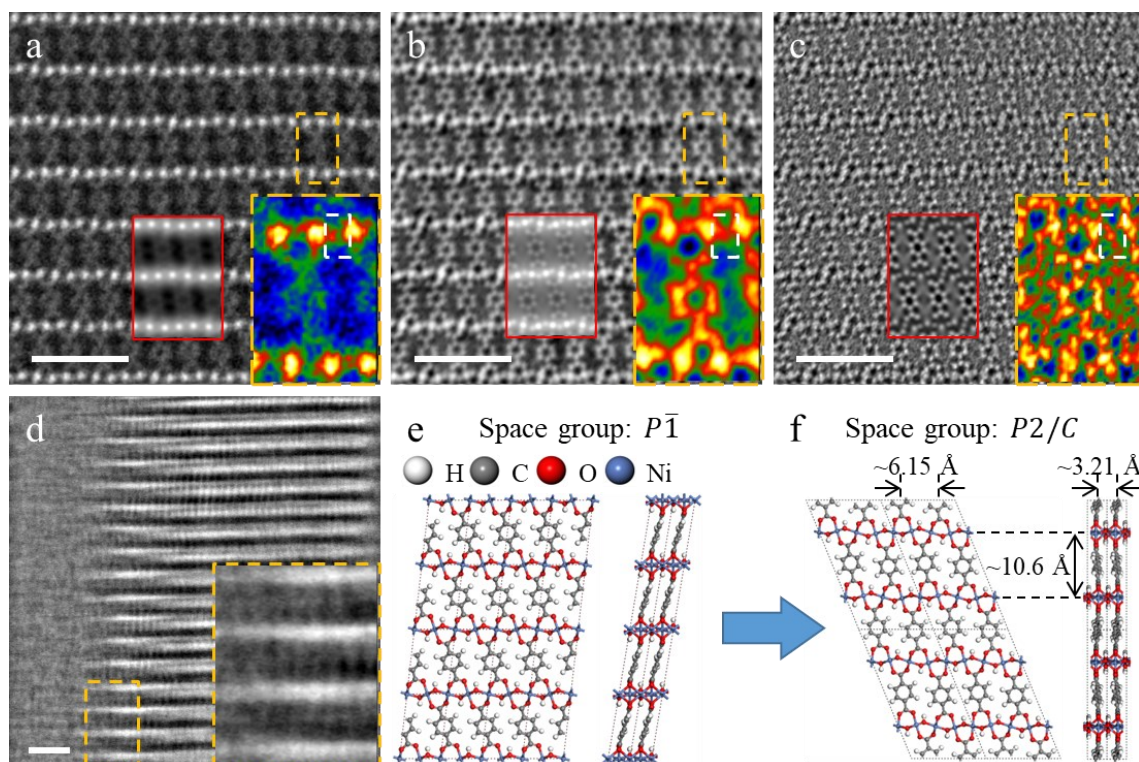 a
b
c
d
e Space group: P1̅
H C O Ni
f Space group: P2/C
~6.15 Å
~3.21 Å
~10.6 Å